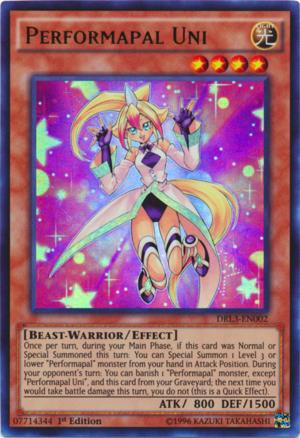 PERFORMAPAL UNI
LIGHT
光
DRL3-EN002
[BEAST-WARRIOR/EFFECT]
Once per turn, during your Main Phase, if this card was Normal or
Special Summoned this turn: You can Special Summon 1 Level 3 or
lower "Performapal" monster from your hand in Attack Position. During
your opponent's turn: You can banish 1 "Performapal" monster, except
"Performapal Uni", and this card from your Graveyard; the next time you
would take battle damage this turn, you do not (this is a Quick Effect).
ATK/ 800 DEF/1500
07714344 1st Edition
©1996 KAZUKI TAKAHASHI